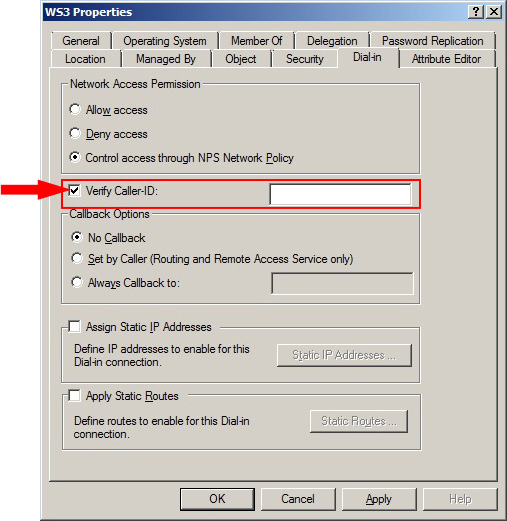 WS3 Properties
General Operating System Member Of Delegation Password Replication
Location Managed By Object Security Dial-in Attribute Editor
Network Access Permission
Allow access
Deny access
Control access through NPS Network Policy
Verify Caller-ID:
Callback Options
No Callback
Set by Caller (Routing and Remote Access Service only)
Always Callback to:
Assign Static IP Addresses
Define IP addresses to enable for this
Dial-in connection.
Static IP Addresses ...
Apply Static Routes
Define routes to enable for this Dial-in
connection.
Static Routes ...
OK Cancel Apply Help